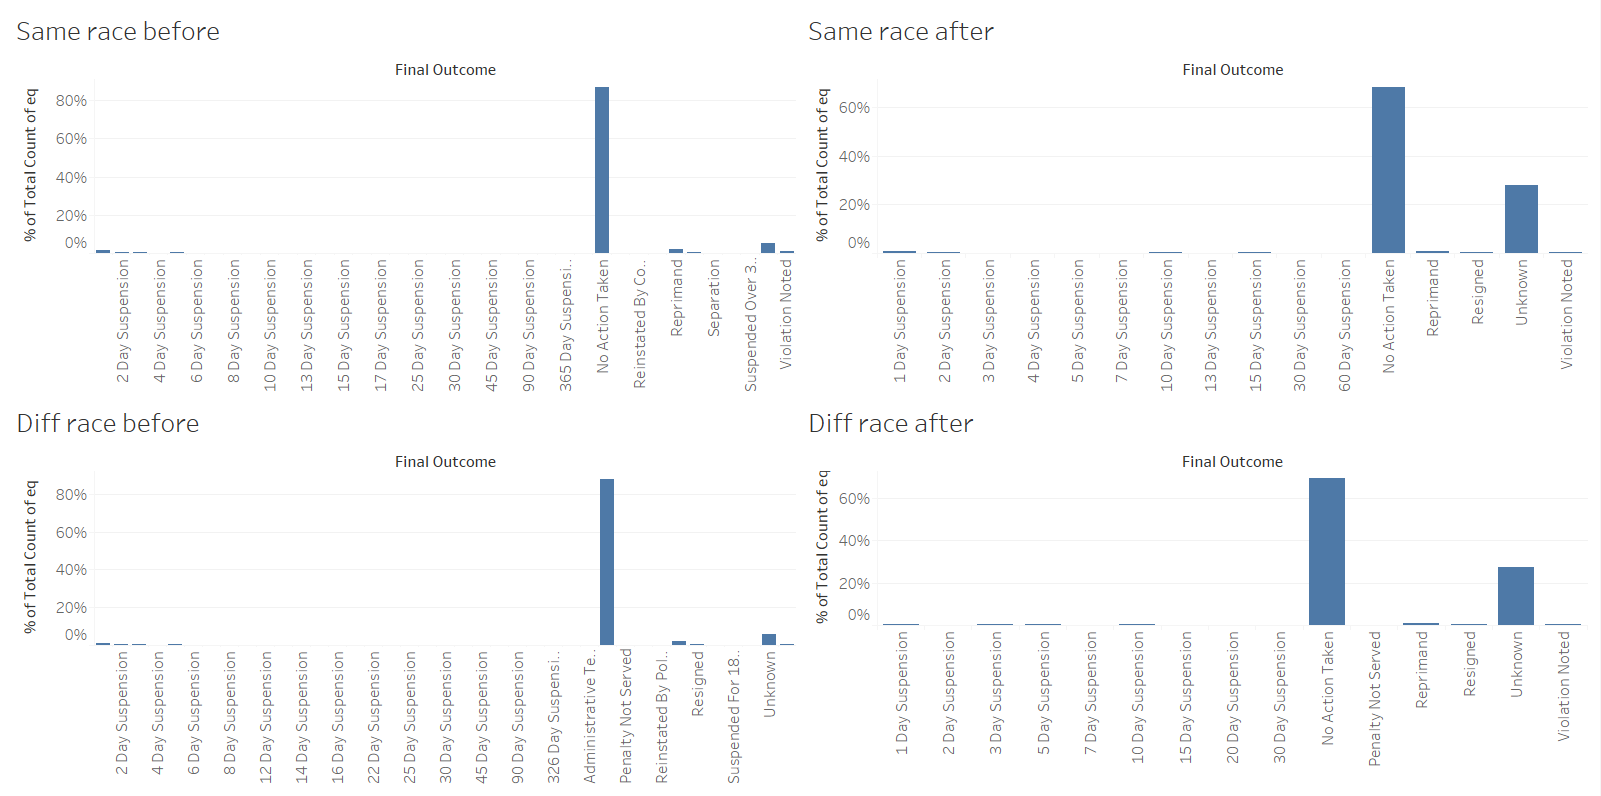 Same race before
Final Outcome
% of Total Count of eq
80%
60%
40%
20%
0%
2 Day Suspension
4 Day Suspension
6 Day Suspension
8 Day Suspension
10 Day Suspension
13 Day Suspension
15 Day Suspension
17 Day Suspension
25 Day Suspension
30 Day Suspension
45 Day Suspension
90 Day Suspension
365 Day Suspensi..
No Action Taken
Reinstated By Co..
Reprimand
Separation
Suspended Over 3..
Violation Noted
Same race after
Final Outcome
% of Total Count of eq
60%
40%
20%
0%
1 Day Suspension
2 Day Suspension
3 Day Suspension
4 Day Suspension
5 Day Suspension
7 Day Suspension
10 Day Suspension
13 Day Suspension
15 Day Suspension
30 Day Suspension
60 Day Suspension
No Action Taken
Reprimand
Resigned
Unknown
Violation Noted
Diff race before
Final Outcome
% of Total Count of eq
80%
60%
40%
20%
0%
2 Day Suspension
4 Day Suspension
6 Day Suspension
8 Day Suspension
12 Day Suspension
14 Day Suspension
16 Day Suspension
22 Day Suspension
25 Day Suspension
30 Day Suspension
45 Day Suspension
90 Day Suspension
326 Day Suspensi..
Administrative Te..
Penalty Not Served
Reinstated By Pol..
Resigned
Suspended For 18..
Unknown
Diff race after
Final Outcome
% of Total Count of eq
60%
40%
20%
0%
1 Day Suspension
2 Day Suspension
3 Day Suspension
5 Day Suspension
7 Day Suspension
10 Day Suspension
15 Day Suspension
20 Day Suspension
30 Day Suspension
No Action Taken
Penalty Not Served
Reprimand
Resigned
Unknown
Violation Noted